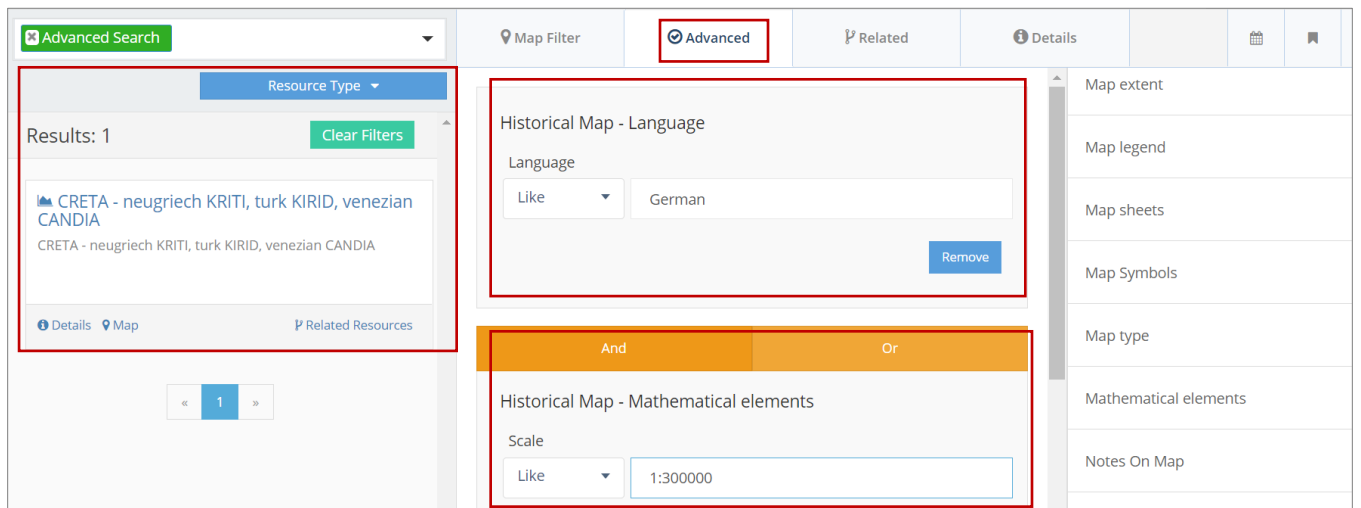 Advanced Search
Map Filter
Advanced
Related
Details
Resource Type
Results: 1
Clear Filters
CRETA - neugriech KRITI, turk KIRID, venezian
CANDIA
CRETA - neugriech KRITI, turk KIRID, venezian CANDIA
Details
Map
Related Resources
«
1
»
Historical Map - Language
Language
Like
German
Remove
And
Or
Historical Map - Mathematical elements
Scale
Like
1:300000
Map extent
Map legend
Map sheets
Map Symbols
Map type
Mathematical elements
Notes On Map